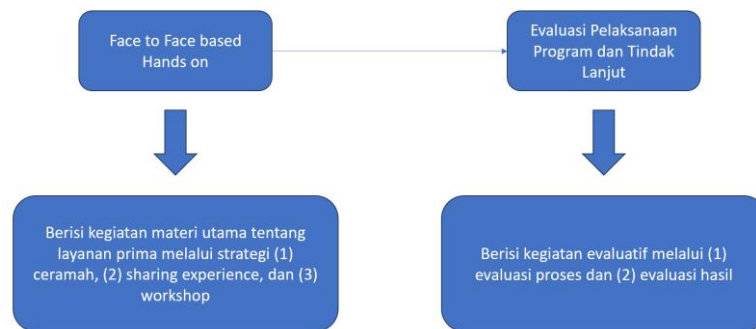 Face to Face based
Hands on
Evaluasi Pelaksanaan
Program dan Tindak
Lanjut
Berisi kegiatan materi utama tentang
layanan prima melalui strategi (1)
ceramah, (2) sharing experience, dan (3)
workshop
Berisi kegiatan evaluatif melalui (1)
evaluasi proses dan (2) evaluasi hasil